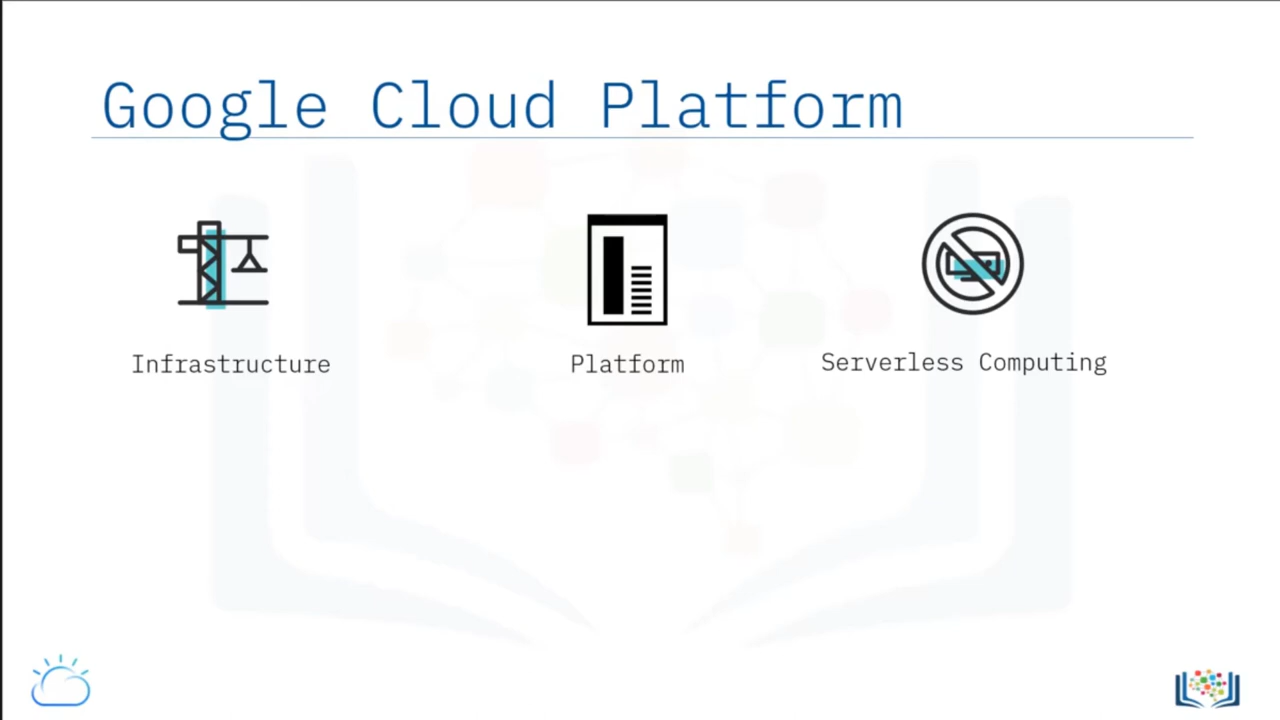 Google Cloud Platform
Infrastructure
Platform
Serverless Computing